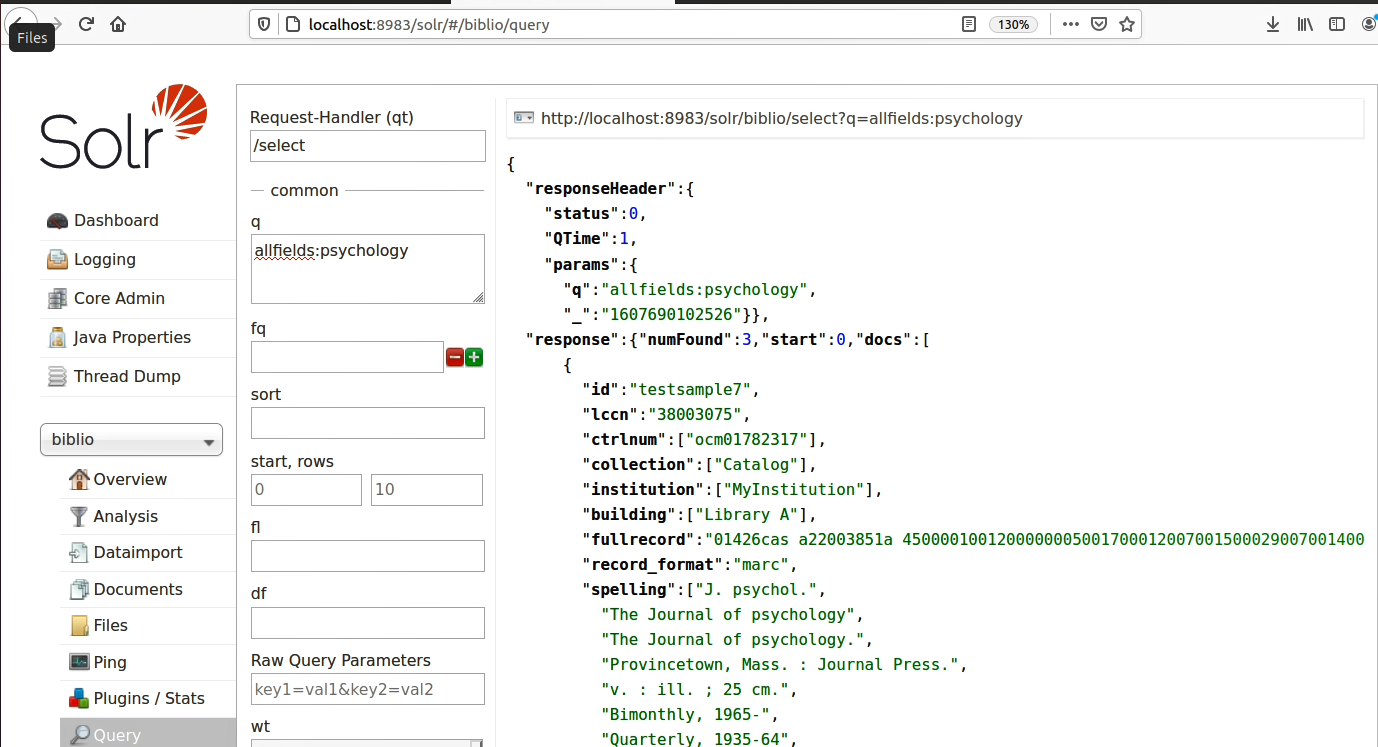 Files
localhost:8983/solr/#/biblio/query
130%
Solr
Dashboard
Logging
Core Admin
Java Properties
Thread Dump
biblio
Overview
Analysis
Dataimport
Documents
Files
Ping
Plugins / Stats
Query
Request-Handler (qt)
/select
common
q
allfields:psychology
fq
sort
start, rows
0
10
fl
df
Raw Query Parameters
key1=val1&key2=val2
wt
http://localhost:8983/solr/biblio/select?q=allfields:psychology
{
"responseHeader":{
"status":0,
"QTime":1,
"params":{
"q":"allfields:psychology",
"_":"1607690102526"}},
"response":{"numFound":3,"start":0,"docs":[
{
"id":"testsample7",
"lccn":"38003075",
"ctrlnum":["ocm01782317"],
"collection":["Catalog"],
"institution":["MyInstitution"],
"building":["Library A"],
"fullrecord":"01426cas a22003851a 4500001001200000005001700012007001500029007001400
"record_format":"marc",
"spelling":["J. psychol.",
"The Journal of psychology",
"The Journal of psychology.",
"Provincetown, Mass. : Journal Press.",
"v. : ill. ; 25 cm.",
"Bimonthly, 1965-",
"Quarterly, 1935-64",